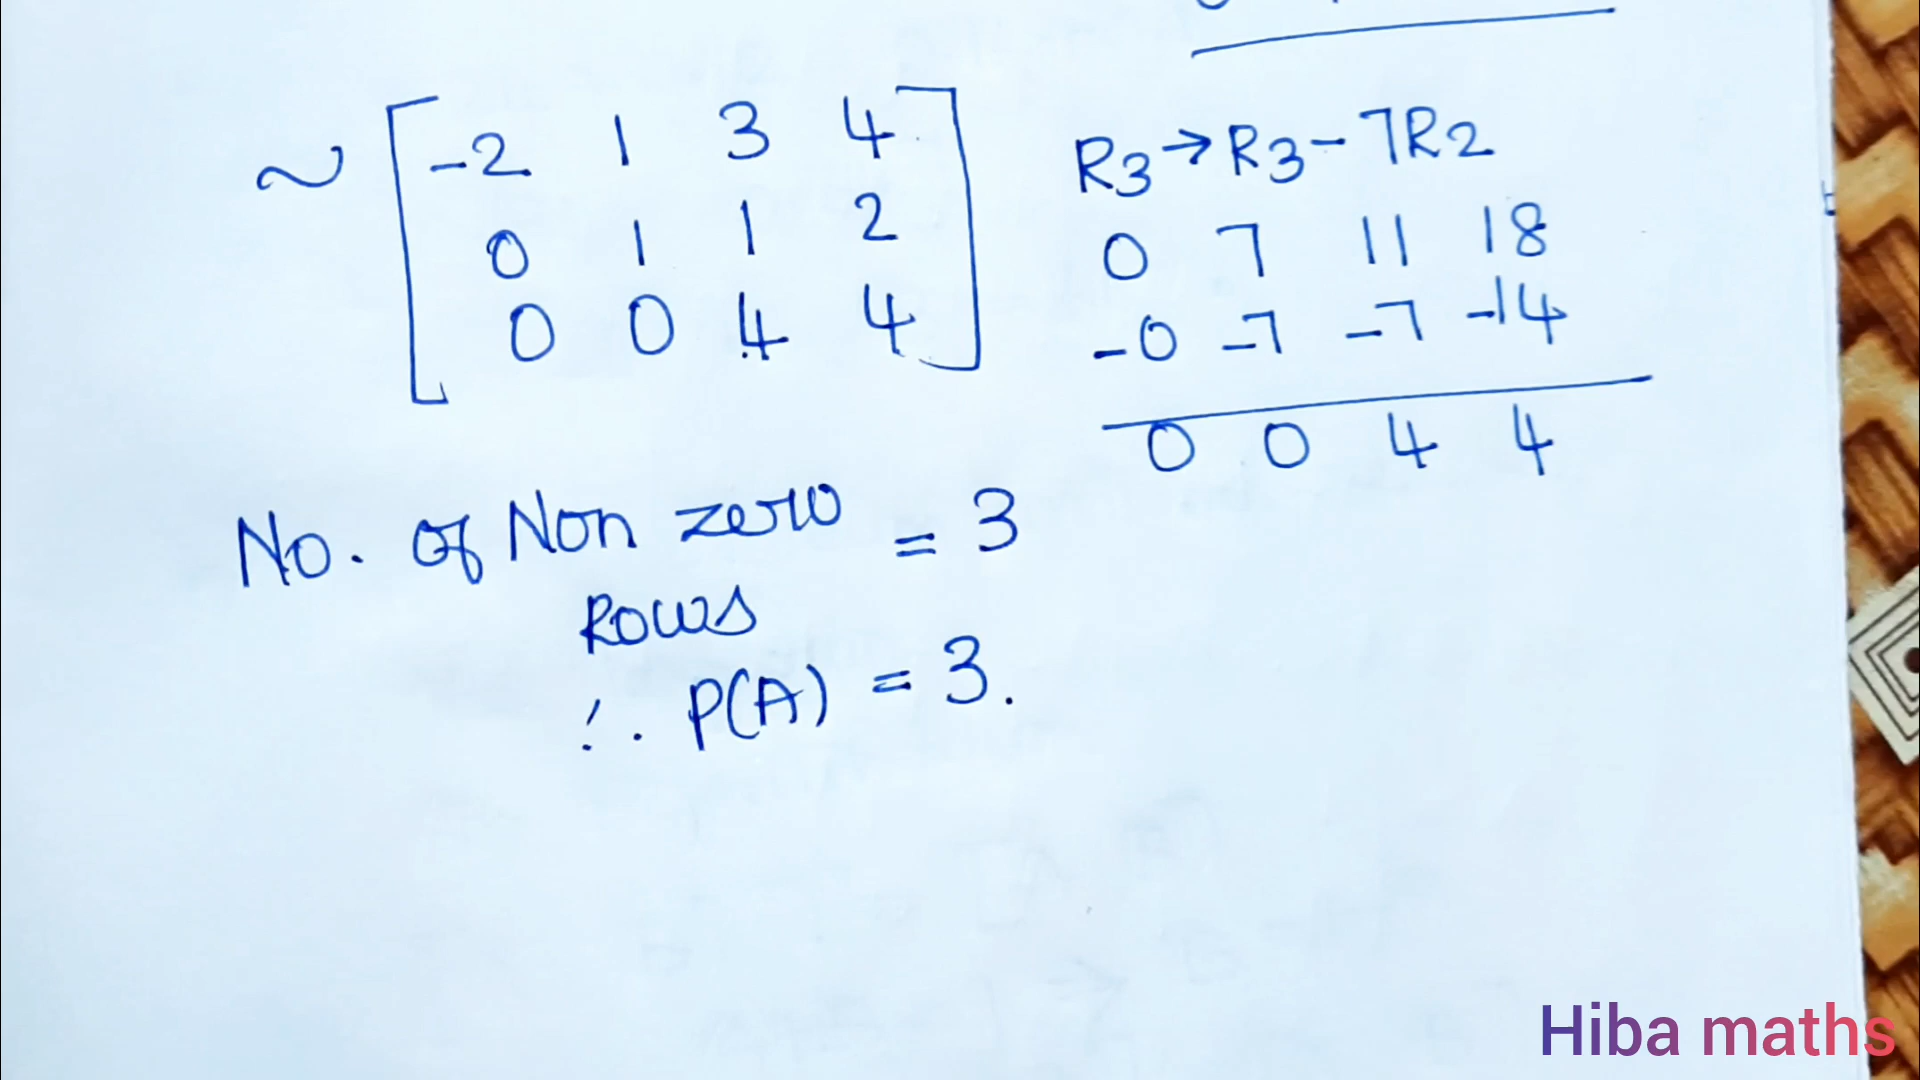 ~ [ -2 1 3 4
0 1 1 2
0 0 4 4 ]
R3→R3-7R2
0 7 11 18
-0 -7 -7 -14
0 0 4 4
No. of Non zero = 3
Rows
∴ P(A) = 3.
Hiba maths